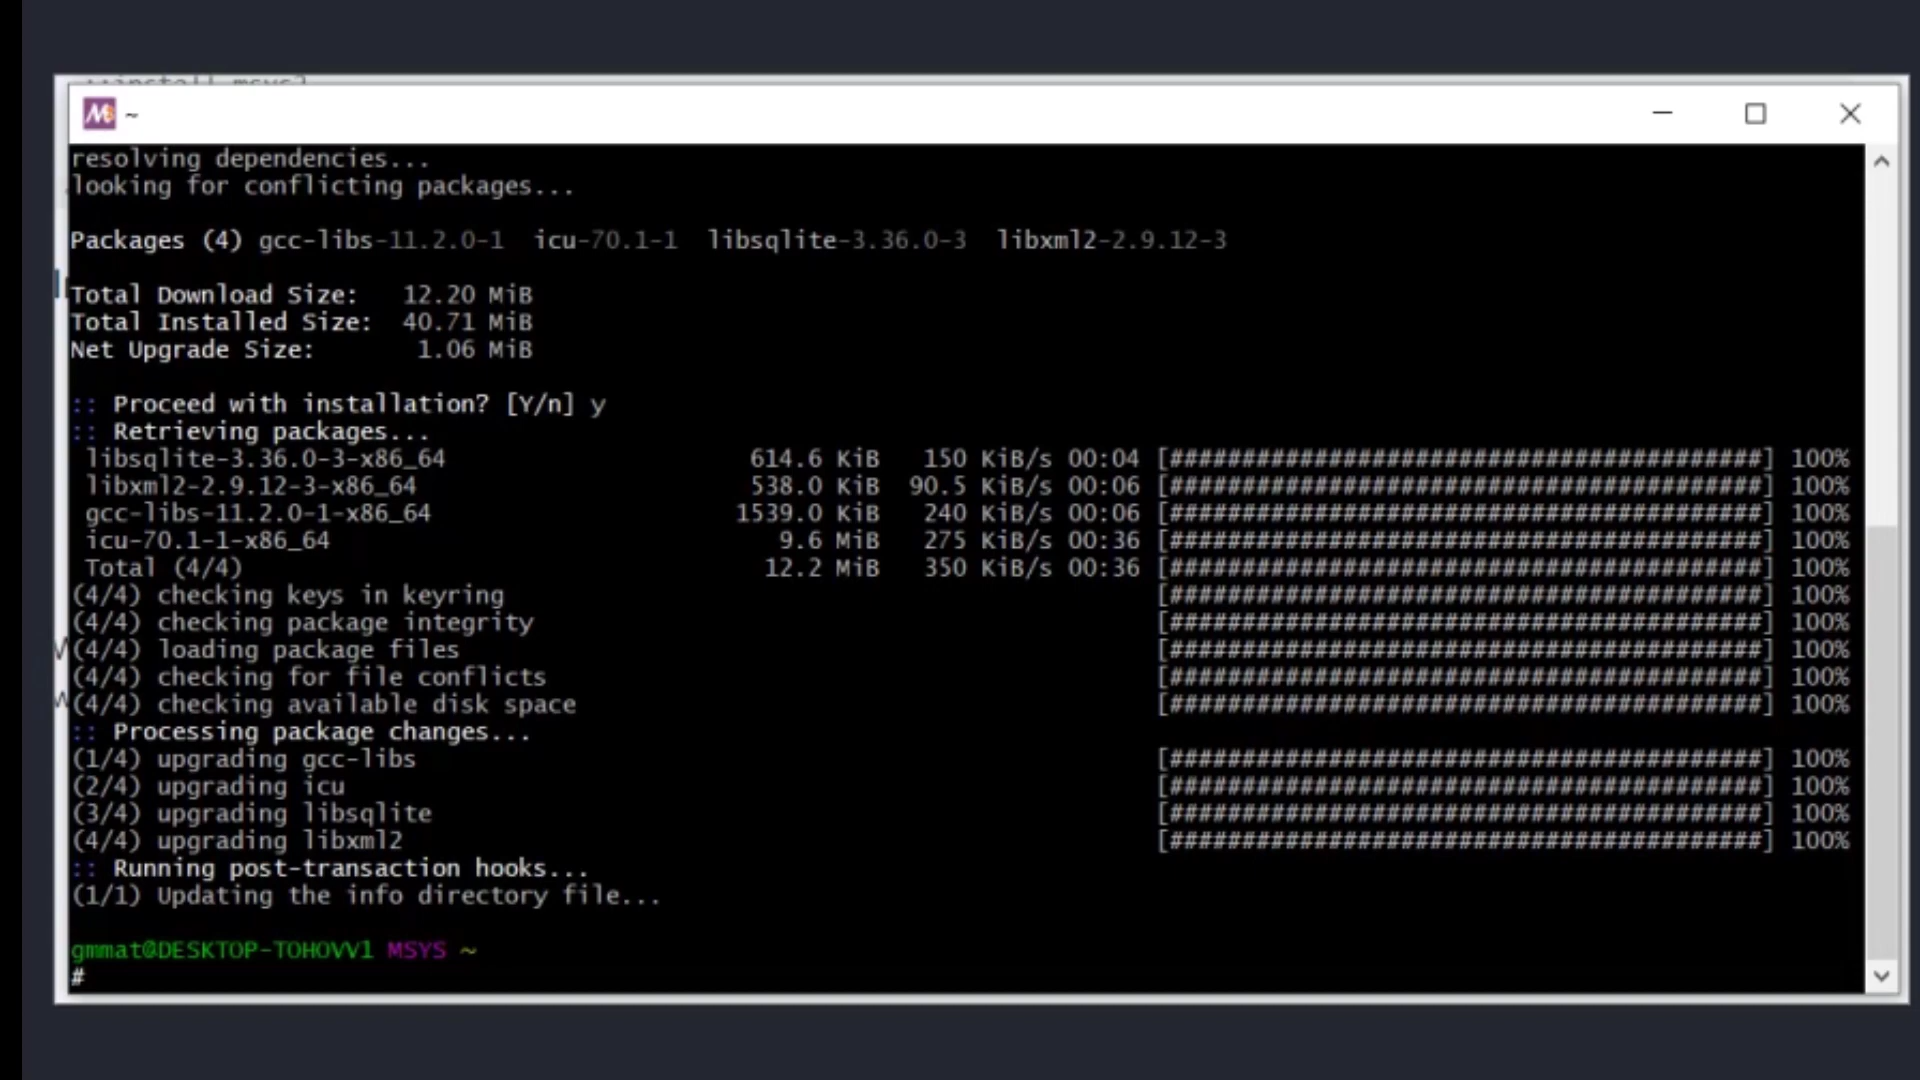 ::install msys2
~
resolving dependencies...
looking for conflicting packages...
Packages (4) gcc-libs-11.2.0-1  icu-70.1-1  libsqlite-3.36.0-3  libxml2-2.9.12-3
Total Download Size:   12.20 MiB
Total Installed Size:  40.71 MiB
Net Upgrade Size:       1.06 MiB
:: Proceed with installation? [Y/n] y
:: Retrieving packages...
libsqlite-3.36.0-3-x86_64 614.6 KiB 150 KiB/s 00:04 [#########################################] 100%
libxml2-2.9.12-3-x86_64 538.0 KiB 90.5 KiB/s 00:06 [#########################################] 100%
gcc-libs-11.2.0-1-x86_64 1539.0 KiB 240 KiB/s 00:06 [#########################################] 100%
icu-70.1-1-x86_64 9.6 MiB 275 KiB/s 00:36 [#########################################] 100%
Total (4/4) 12.2 MiB 350 KiB/s 00:36 [#########################################] 100%
(4/4) checking keys in keyring [#########################################] 100%
(4/4) checking package integrity [#########################################] 100%
(4/4) loading package files [#########################################] 100%
(4/4) checking for file conflicts [#########################################] 100%
(4/4) checking available disk space [#########################################] 100%
:: Processing package changes...
(1/4) upgrading gcc-libs [#########################################] 100%
(2/4) upgrading icu [#########################################] 100%
(3/4) upgrading libsqlite [#########################################] 100%
(4/4) upgrading libxml2 [#########################################] 100%
:: Running post-transaction hooks...
(1/1) Updating the info directory file...
gmmat@DESKTOP-TOHOVV1 MSYS ~
#